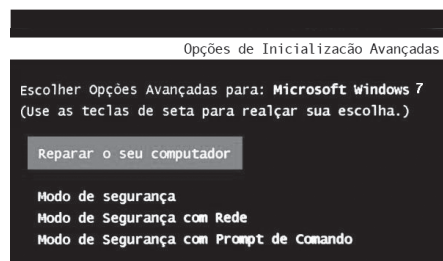 Opções de Inicializacão Avançadas
Escolher Opções Avançadas para: Microsoft Windows 7
(Use as teclas de seta para realçar sua escolha.)
Reparar o seu computador
Modo de segurança
Modo de Segurança com Rede
Modo de Segurança com Prompt de Comando